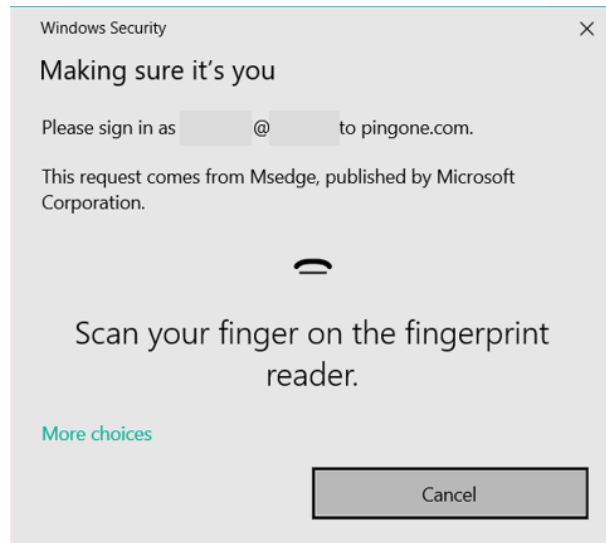 Windows Security
Making sure it's you
Please sign in as @ to pingone.com.
This request comes from Msedge, published by Microsoft
Corporation.
Scan your finger on the fingerprint
reader.
More choices
Cancel